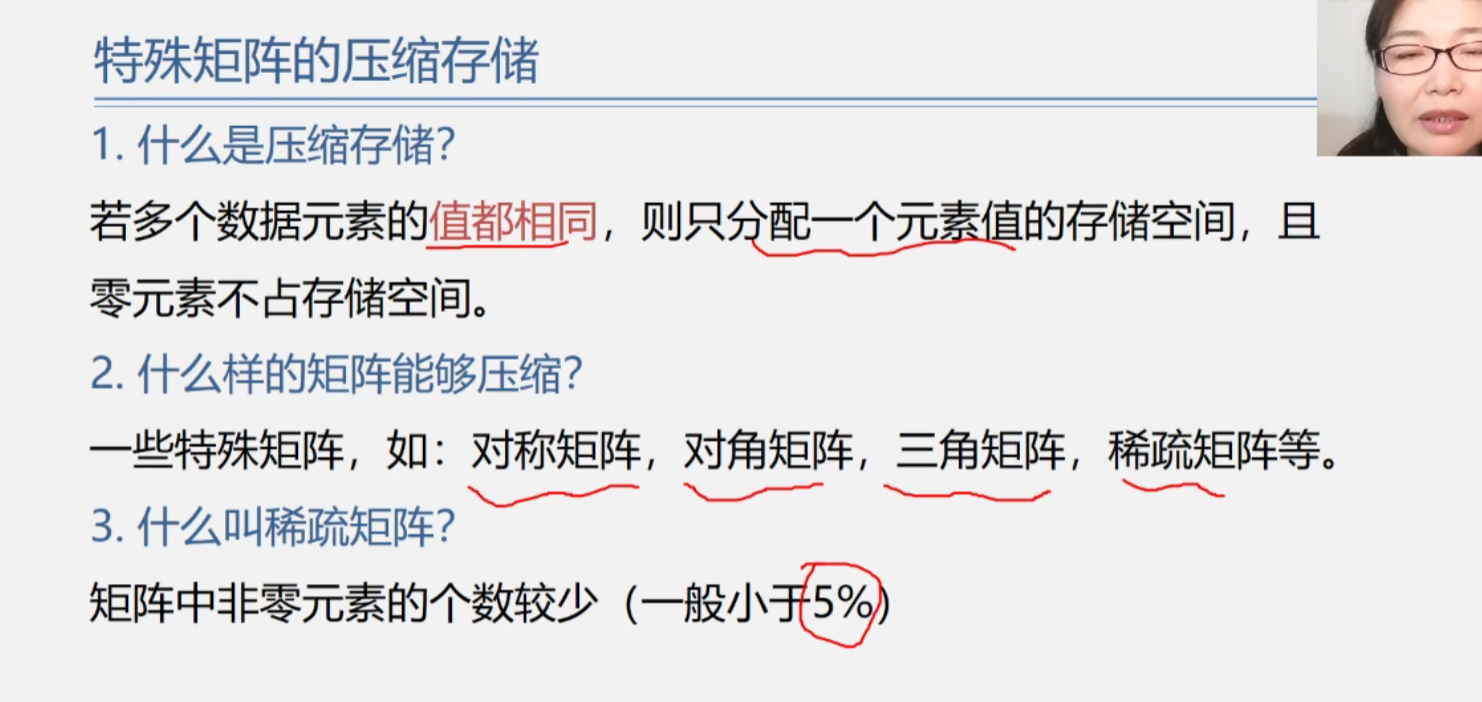 特殊矩阵的压缩存储
1. 什么是压缩存储？
若多个数据元素的值都相同，则只分配一个元素值的存储空间，且
零元素不占存储空间。
2. 什么样的矩阵能够压缩？
一些特殊矩阵，如：对称矩阵，对角矩阵，三角矩阵，稀疏矩阵等。
3. 什么叫稀疏矩阵？
矩阵中非零元素的个数较少（一般小于5%）